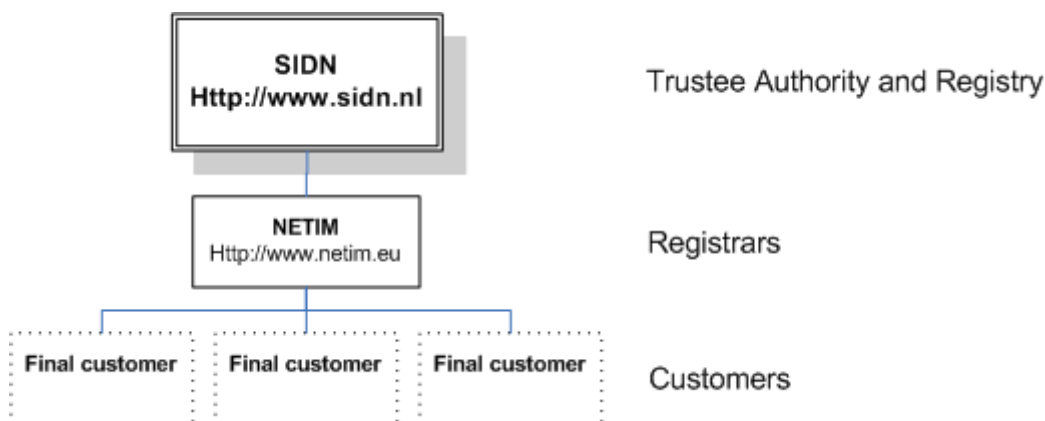 SIDN
Http://www.sidn.nl
Trustee Authority and Registry
NETIM
Http://www.netim.eu
Registrars
Final customer
Final customer
Final customer
Customers